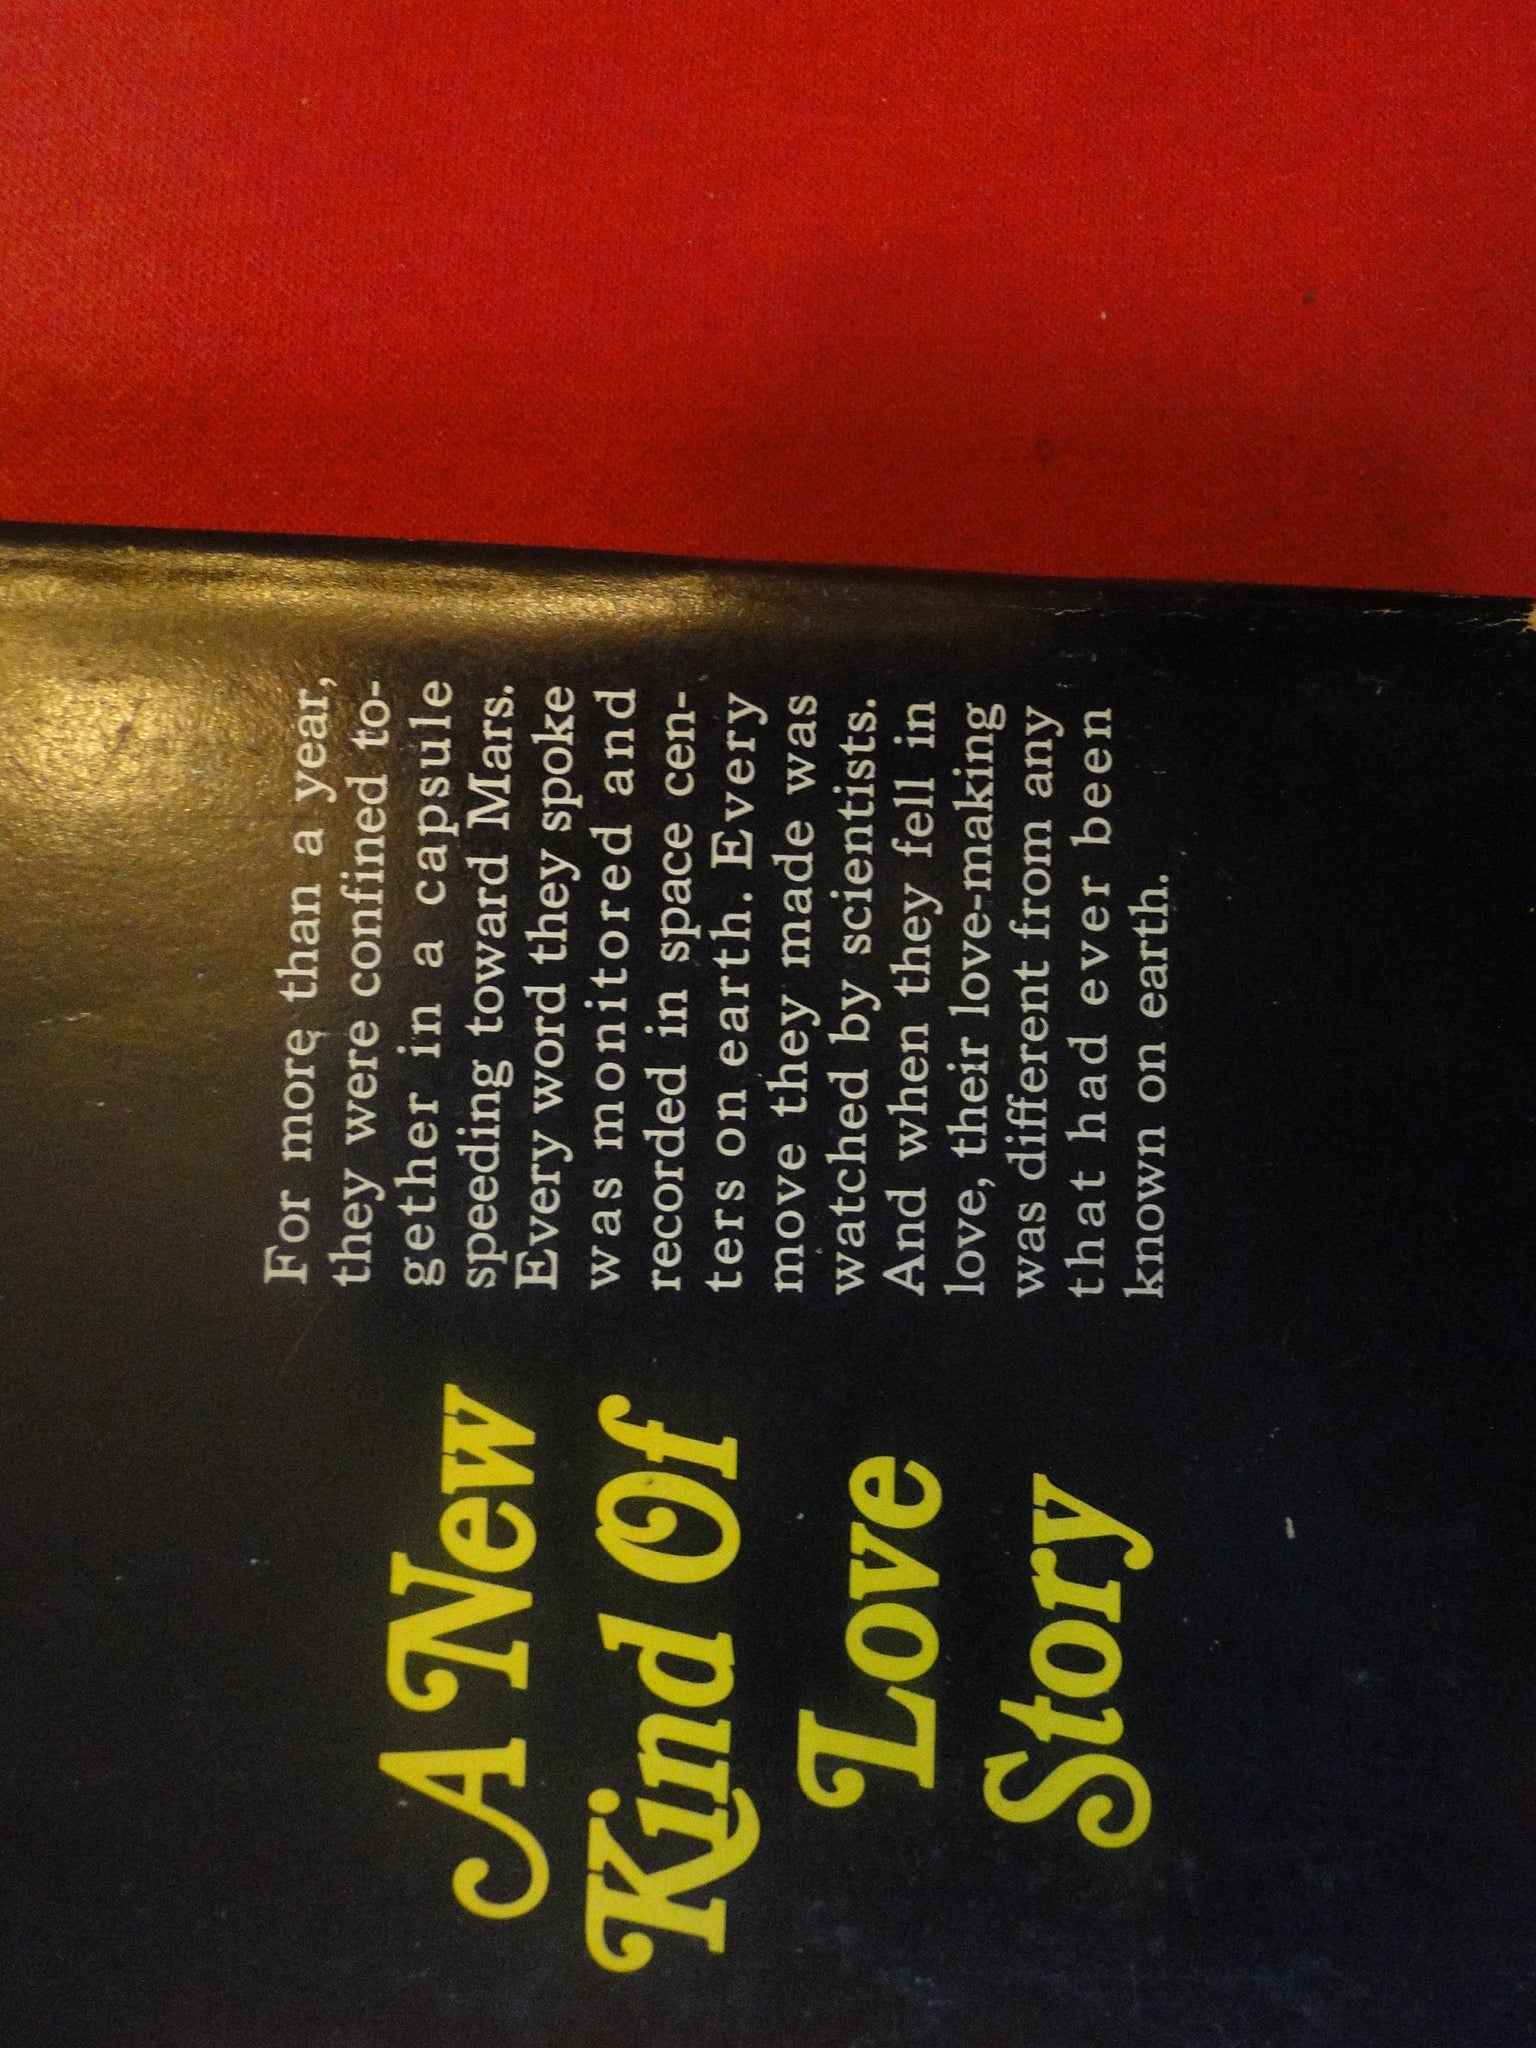 A New
Kind Of
Love
Story
For more than a year,
they were confined to-
gether in a capsule
speeding toward Mars.
Every word they spoke
was monitored and
recorded in space cen-
ters on earth. Every
move they made was
watched by scientists.
And when they fell in
love, their love-making
was different from any
that had ever been
known on earth.